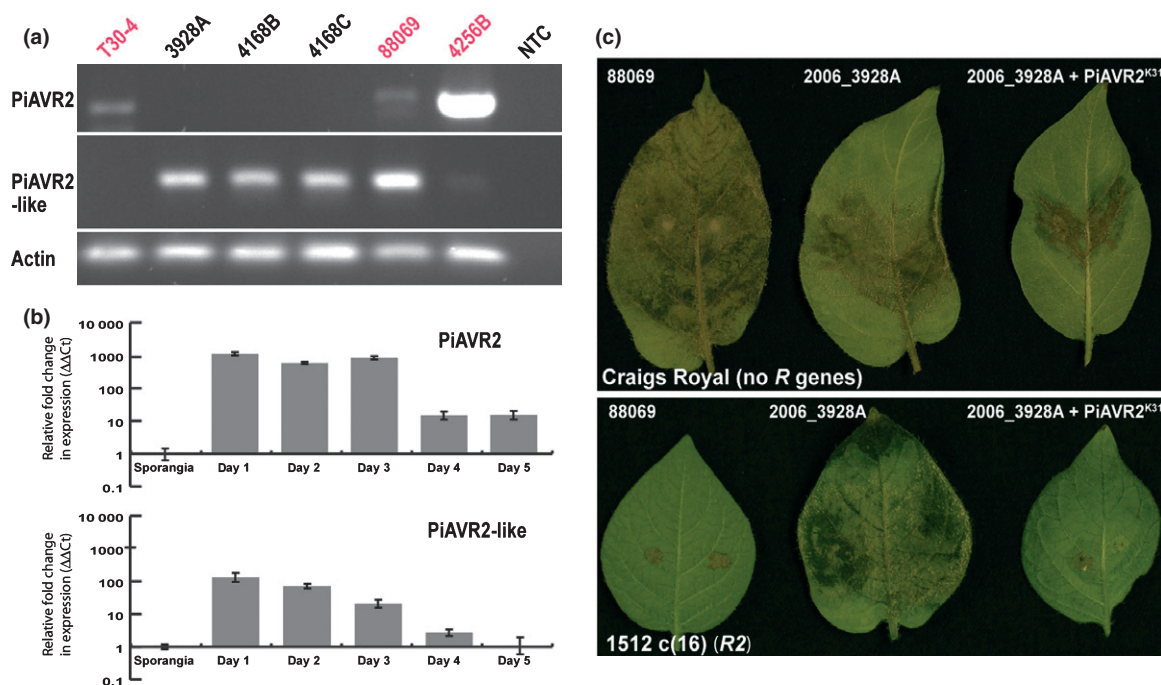 (a)
T30-4 3928A 4168B 4168C 88069 4256B NTC
PiAVR2
PiAVR2
-like
Actin
(b)
PiAVR2
Relative fold change
in expression (ΔΔCt)
10 000
1000
100
10
1
0.1
Sporangia Day 1 Day 2 Day 3 Day 4 Day 5
PiAVR2-like
Relative fold change
in expression (ΔΔCt)
10 000
1000
100
10
1
0.1
Sporangia Day 1 Day 2 Day 3 Day 4 Day 5
(c)
88069 2006_3928A 2006_3928A + PiAVR2K31
Craigs Royal (no R genes)
88069 2006_3928A 2006_3928A + PiAVR2K31
1512 c(16) (R2)